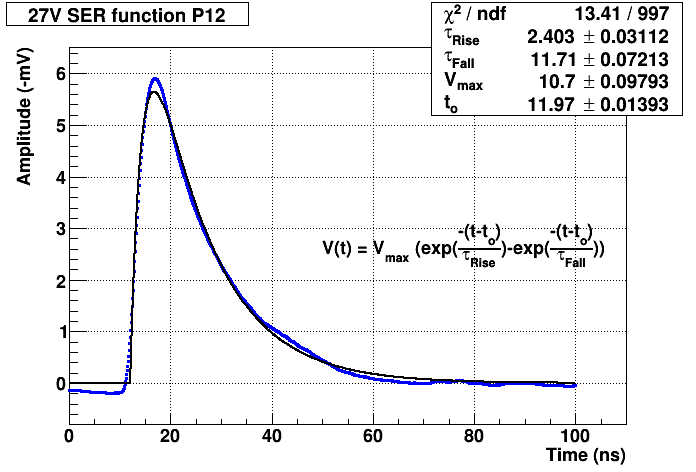 27V SER function P12
χ² / ndf 13.41 / 997
τRise 2.403 ± 0.03112
τFall 11.71 ± 0.07213
Vmax 10.7 ± 0.09793
to 11.97 ± 0.01393
Amplitude (-mV)
6
5
4
3
2
1
0
V(t) = Vmax (exp(-(t-to)/τRise)-exp(-(t-to)/τFall))
0 20 40 60 80 100
Time (ns)